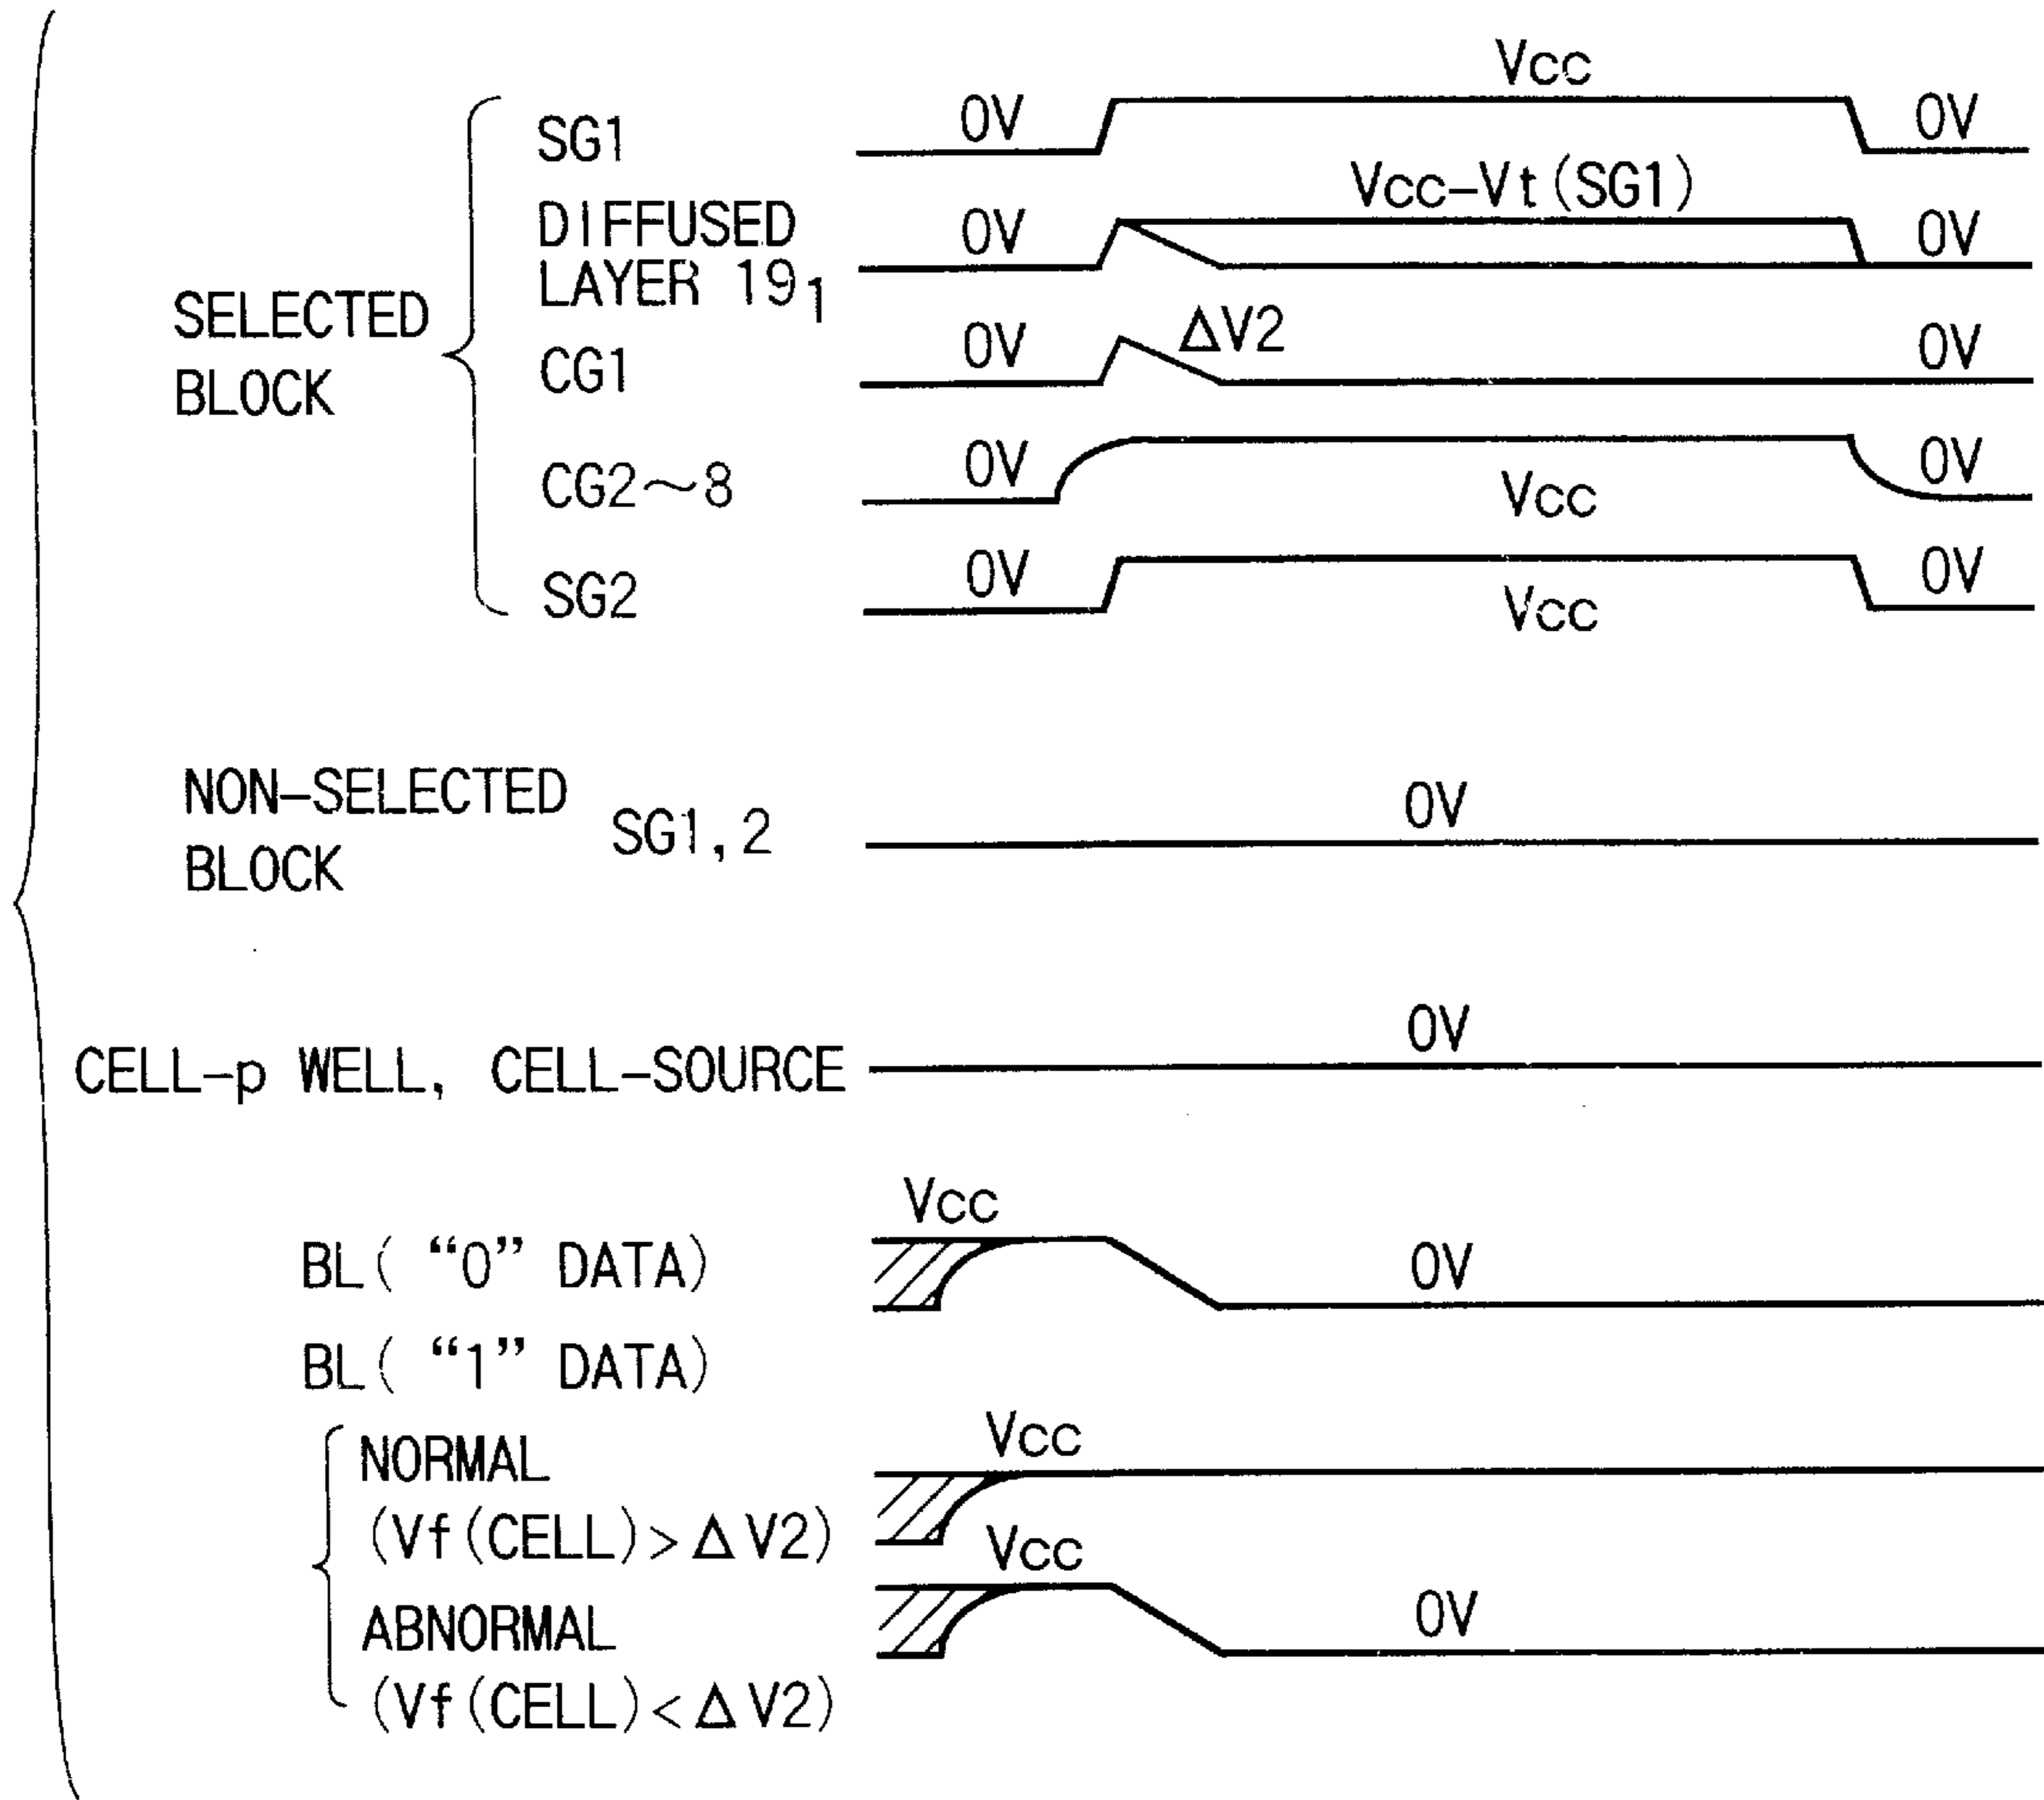 Vcc
SG1 0V 0V
Vcc-Vt(SG1)
DIFFUSED 0V 0V
LAYER 19₁
SELECTED
BLOCK
CG1 0V ΔV2 0V
CG2~8 0V Vcc 0V
SG2 0V Vcc 0V
NON-SELECTED
BLOCK
SG1,2 0V
CELL-p WELL, CELL-SOURCE 0V
Vcc
BL( “0” DATA) 0V
BL( “1” DATA)
NORMAL Vcc
(Vf(CELL)>ΔV2)
Vcc
ABNORMAL 0V
(Vf(CELL)<ΔV2)